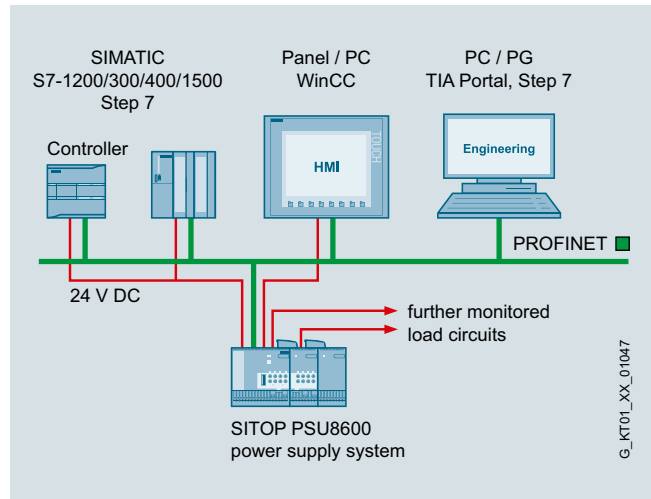 SIMATIC
S7-1200/300/400/1500
Step 7
Panel / PC
WinCC
PC / PG
TIA Portal, Step 7
Controller
TOUCH
HMI
Engineering
PROFINET
24 V DC
further monitored
load circuits
SITOP PSU8600
power supply system
G_KT01_XX_01047